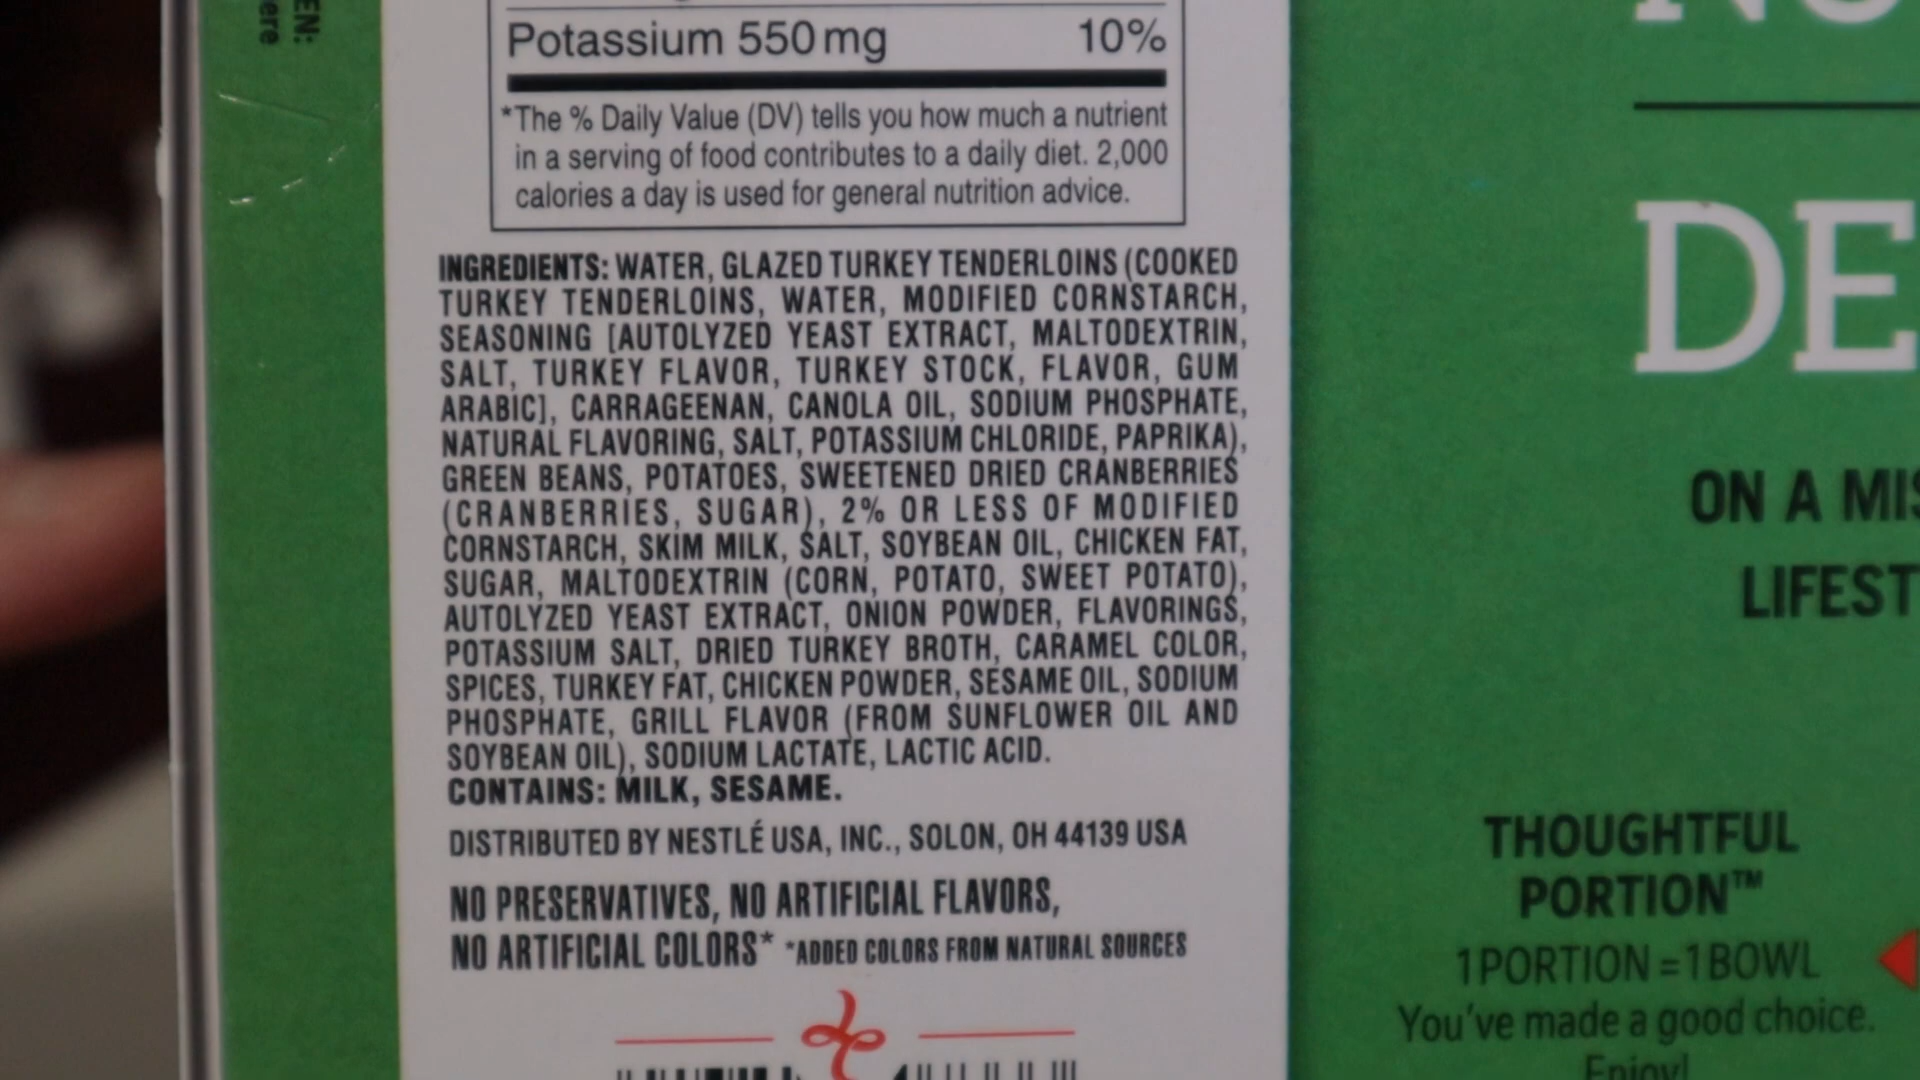 EN:
ere
Potassium 550mg 10%
*The % Daily Value (DV) tells you how much a nutrient
in a serving of food contributes to a daily diet. 2,000
calories a day is used for general nutrition advice.
INGREDIENTS: WATER, GLAZED TURKEY TENDERLOINS (COOKED
TURKEY TENDERLOINS, WATER, MODIFIED CORNSTARCH,
SEASONING [AUTOLYZED YEAST EXTRACT, MALTODEXTRIN,
SALT, TURKEY FLAVOR, TURKEY STOCK, FLAVOR, GUM
ARABIC], CARRAGEENAN, CANOLA OIL, SODIUM PHOSPHATE,
NATURAL FLAVORING, SALT, POTASSIUM CHLORIDE, PAPRIKA),
GREEN BEANS, POTATOES, SWEETENED DRIED CRANBERRIES
(CRANBERRIES, SUGAR), 2% OR LESS OF MODIFIED
CORNSTARCH, SKIM MILK, SALT, SOYBEAN OIL, CHICKEN FAT,
SUGAR, MALTODEXTRIN (CORN, POTATO, SWEET POTATO),
AUTOLYZED YEAST EXTRACT, ONION POWDER, FLAVORINGS,
POTASSIUM SALT, DRIED TURKEY BROTH, CARAMEL COLOR,
SPICES, TURKEY FAT, CHICKEN POWDER, SESAME OIL, SODIUM
PHOSPHATE, GRILL FLAVOR (FROM SUNFLOWER OIL AND
SOYBEAN OIL), SODIUM LACTATE, LACTIC ACID.
CONTAINS: MILK, SESAME.
DISTRIBUTED BY NESTLÉ USA, INC., SOLON, OH 44139 USA
NO PRESERVATIVES, NO ARTIFICIAL FLAVORS,
NO ARTIFICIAL COLORS* *ADDED COLORS FROM NATURAL SOURCES
DE
ON A MIS
LIFEST
THOUGHTFUL
PORTION™
1 PORTION = 1 BOWL
You've made a good choice.
Enjoy!